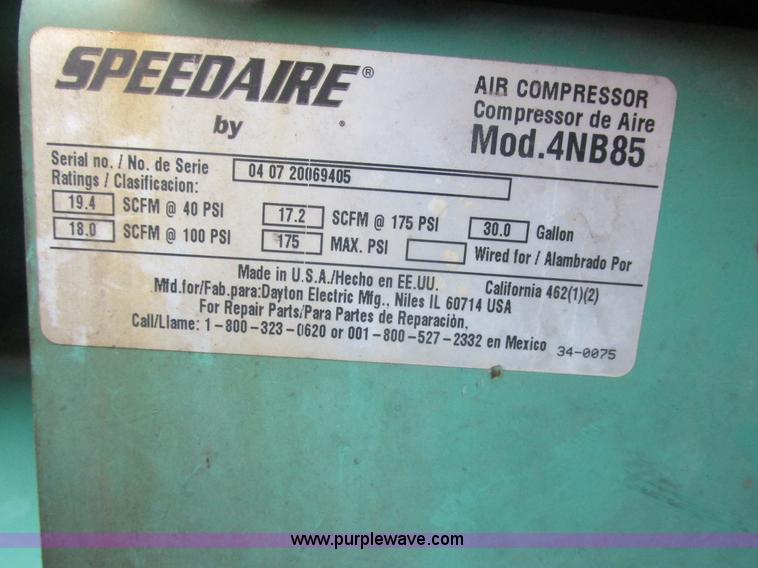 SPEEDAIRE®
by ®
AIR COMPRESSOR
Compressor de Aire
Mod.4NB85
Serial no. / No. de Serie 04 07 20069405
Ratings / Clasificacion:
19.4 SCFM @ 40 PSI 17.2 SCFM @ 175 PSI 30.0 Gallon
18.0 SCFM @ 100 PSI 175 MAX. PSI Wired for / Alambrado Por
Made in U.S.A./Hecho en EE.UU. California 462(1)(2)
Mfd.for/Fab.para:Dayton Electric Mfg., Niles IL 60714 USA
For Repair Parts/Para Partes de Reparación,
Call/Llame: 1-800-323-0620 or 001-800-527-2332 en Mexico 34-0075
www.purplewave.com